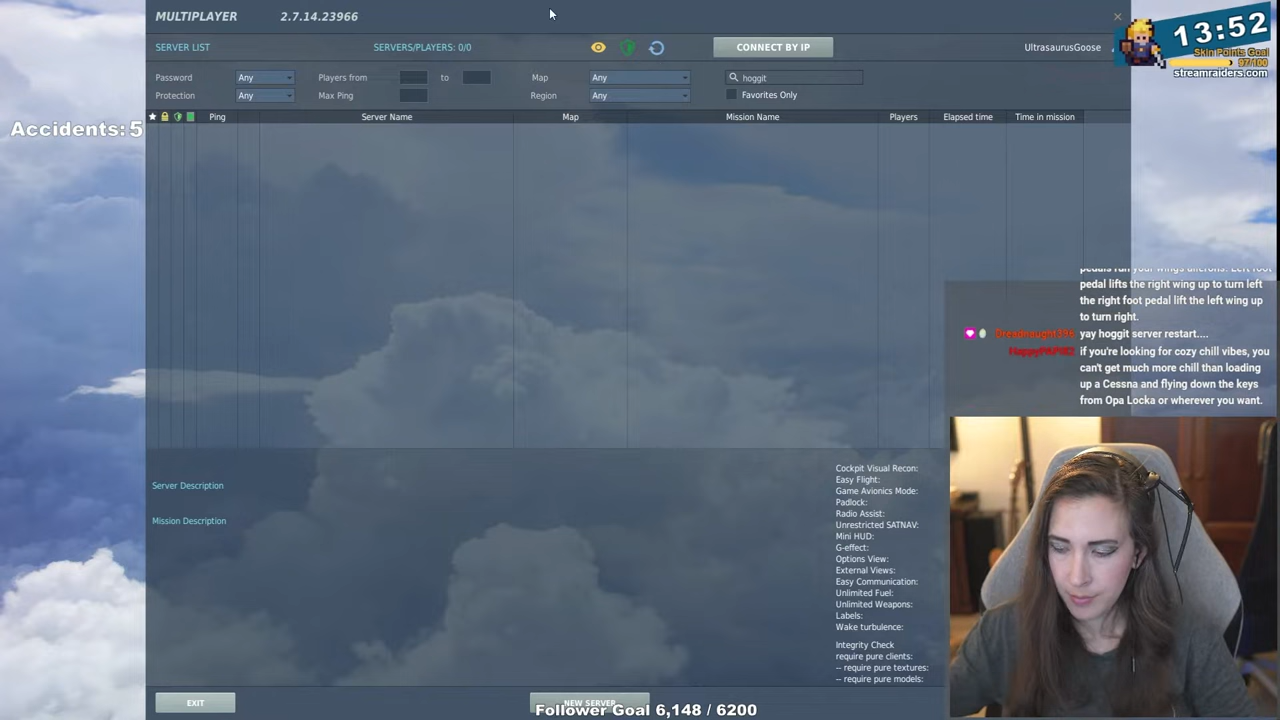 MULTIPLAYER 2.7.14.23966
13:52
Skin Points Goal
97/100
streamraiders.com
SERVER LIST SERVERS/PLAYERS: 0/0 CONNECT BY IP UltrasaurusGoose
Password Any Players from to Map Any hoggit
Protection Any Max Ping Region Any Favorites Only
Ping Server Name Map Mission Name Players Elapsed time Time in mission
Accidents: 5
pedal lifts the right wing up to turn left
the right foot pedal lift the left wing up
to turn right.
yay hoggit server restart....
if you're looking for cozy chill vibes, you
can't get much more chill than loading
up a Cessna and flying down the keys
from Opa Locka or wherever you want.
Server Description
Mission Description
Cockpit Visual Recon:
Easy Flight:
Game Avionics Mode:
Padlock:
Radio Assist:
Unrestricted SATNAV:
Mini HUD:
G-effect:
Options View:
External Views:
Easy Communication:
Unlimited Fuel:
Unlimited Weapons:
Labels:
Wake turbulence:
Integrity Check
require pure clients:
-- require pure textures:
-- require pure models:
EXIT NEW SERVER
Follower Goal 6,148 / 6200